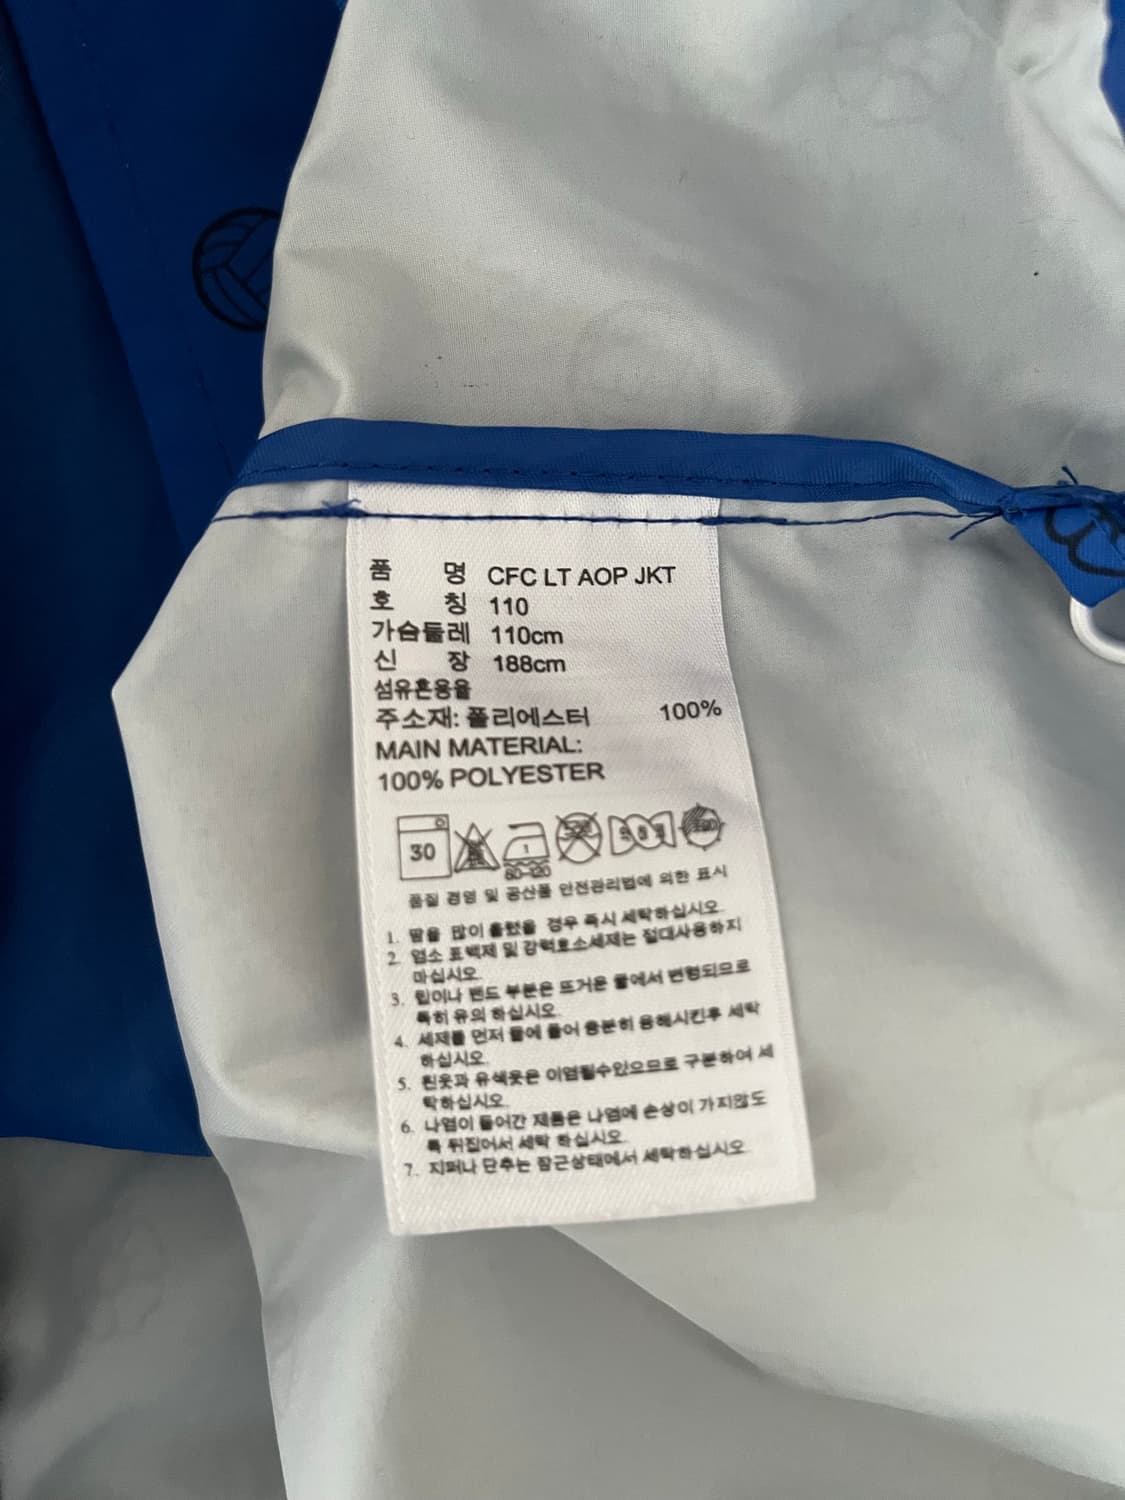 품 명 CFC LT AOP JKT
호 칭 110
가슴둘레 110cm
신 장 188cm
섬유혼용율
주소재: 폴리에스터 100%
MAIN MATERIAL:
100% POLYESTER
30 1
60-120
품질 경영 및 공산품 안전관리법에 의한 표시
1. 땀을 많이 흘렸을 경우 즉시 세탁하십시오.
2. 염소 표백제 및 강력효소세제는 절대사용하지
마십시오.
3. 립이나 밴드 부분은 뜨거운 물에서 변형되므로
특히 유의 하십시오.
4. 세제를 먼저 물에 풀어 충분히 용해시킨후 세탁
하십시오.
5. 흰옷과 유색옷은 이염될수있으므로 구분하여 세
탁하십시오.
6. 나염이 들어간 제품은 나염에 손상이 가지않도
록 뒤집어서 세탁 하십시오.
7. 지퍼나 단추는 잠근상태에서 세탁하십시오